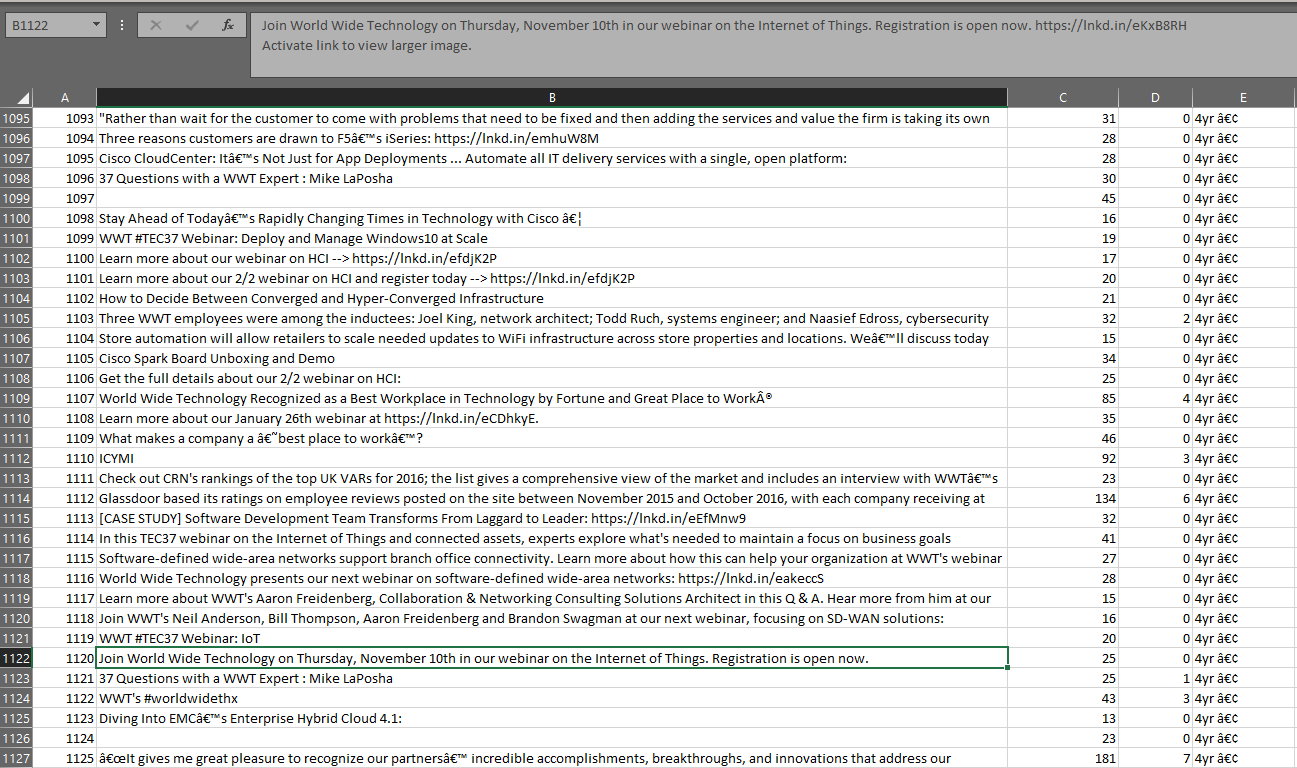 B1122 fx Join World Wide Technology on Thursday, November 10th in our webinar on the Internet of Things. Registration is open now. https://lnkd.in/eKxB8RH
Activate link to view larger image.
A B C D E
1095 1093 "Rather than wait for the customer to come with problems that need to be fixed and then adding the services and value the firm is taking its own 31 0 4yr â€¢
1096 1094 Three reasons customers are drawn to F5â€™s iSeries: https://lnkd.in/emhuW8M 28 0 4yr â€¢
1097 1095 Cisco CloudCenter: Itâ€™s Not Just for App Deployments ... Automate all IT delivery services with a single, open platform: 28 0 4yr â€¢
1098 1096 37 Questions with a WWT Expert : Mike LaPosha 30 0 4yr â€¢
1099 1097 45 0 4yr â€¢
1100 1098 Stay Ahead of Todayâ€™s Rapidly Changing Times in Technology with Cisco â€¦ 16 0 4yr â€¢
1101 1099 WWT #TEC37 Webinar: Deploy and Manage Windows10 at Scale 19 0 4yr â€¢
1102 1100 Learn more about our webinar on HCI --> https://lnkd.in/efdjK2P 17 0 4yr â€¢
1103 1101 Learn more about our 2/2 webinar on HCI and register today --> https://lnkd.in/efdjK2P 20 0 4yr â€¢
1104 1102 How to Decide Between Converged and Hyper-Converged Infrastructure 21 0 4yr â€¢
1105 1103 Three WWT employees were among the inductees: Joel King, network architect; Todd Ruch, systems engineer; and Naasief Edross, cybersecurity 32 2 4yr â€¢
1106 1104 Store automation will allow retailers to scale needed updates to WiFi infrastructure across store properties and locations. Weâ€™ll discuss today 15 0 4yr â€¢
1107 1105 Cisco Spark Board Unboxing and Demo 34 0 4yr â€¢
1108 1106 Get the full details about our 2/2 webinar on HCI: 25 0 4yr â€¢
1109 1107 World Wide Technology Recognized as a Best Workplace in Technology by Fortune and Great Place to WorkÂ® 85 4 4yr â€¢
1110 1108 Learn more about our January 26th webinar at https://lnkd.in/eCDhkyE. 35 0 4yr â€¢
1111 1109 What makes a company a â€˜best place to workâ€™? 46 0 4yr â€¢
1112 1110 ICYMI 92 3 4yr â€¢
1113 1111 Check out CRN's rankings of the top UK VARs for 2016; the list gives a comprehensive view of the market and includes an interview with WWTâ€™s 23 0 4yr â€¢
1114 1112 Glassdoor based its ratings on employee reviews posted on the site between November 2015 and October 2016, with each company receiving at 134 6 4yr â€¢
1115 1113 [CASE STUDY] Software Development Team Transforms From Laggard to Leader: https://lnkd.in/eEfMnw9 32 0 4yr â€¢
1116 1114 In this TEC37 webinar on the Internet of Things and connected assets, experts explore what's needed to maintain a focus on business goals 41 0 4yr â€¢
1117 1115 Software-defined wide-area networks support branch office connectivity. Learn more about how this can help your organization at WWT's webinar 27 0 4yr â€¢
1118 1116 World Wide Technology presents our next webinar on software-defined wide-area networks: https://lnkd.in/eakeccS 28 0 4yr â€¢
1119 1117 Learn more about WWT's Aaron Freidenberg, Collaboration & Networking Consulting Solutions Architect in this Q & A. Hear more from him at our 15 0 4yr â€¢
1120 1118 Join WWT's Neil Anderson, Bill Thompson, Aaron Freidenberg and Brandon Swagman at our next webinar, focusing on SD-WAN solutions: 16 0 4yr â€¢
1121 1119 WWT #TEC37 Webinar: IoT 20 0 4yr â€¢
1122 1120 Join World Wide Technology on Thursday, November 10th in our webinar on the Internet of Things. Registration is open now. 25 0 4yr â€¢
1123 1121 37 Questions with a WWT Expert : Mike LaPosha 25 1 4yr â€¢
1124 1122 WWT's #worldwidethx 43 3 4yr â€¢
1125 1123 Diving Into EMCâ€™s Enterprise Hybrid Cloud 4.1: 13 0 4yr â€¢
1126 1124 23 0 4yr â€¢
1127 1125 â€œIt gives me great pleasure to recognize our partnersâ€™ incredible accomplishments, breakthroughs, and innovations that address our 181 7 4yr â€¢